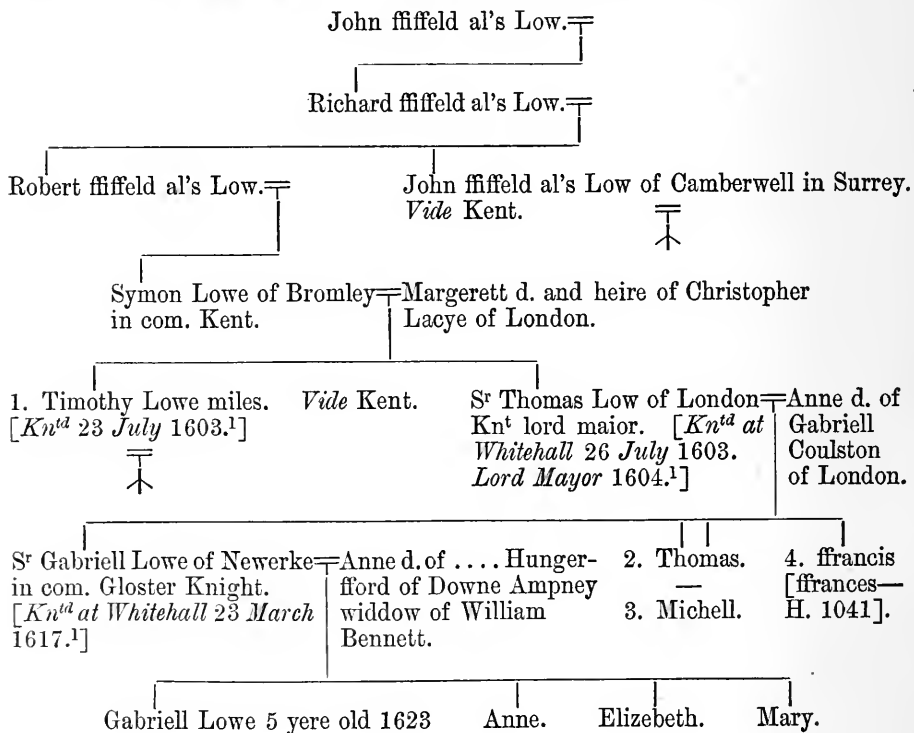 John ffiffeld al's Low.
Richard ffiffeld al's Low.
Robert ffiffeld al's Low.
John ffiffeld al's Low of Camberwell in Surrey.
Vide Kent.
Symon Lowe of Bromley
in com. Kent.
Margerett d. and heire of Christopher
Lacye of London.
1. Timothy Lowe miles.
[Knᵗᵈ 23 July 1603.¹]
Vide Kent.
Sʳ Thomas Low of London
Knᵗ lord maior. [Knᵗᵈ at
Whitehall 26 July 1603.
Lord Mayor 1604.¹]
Anne d. of
Gabriell
Coulston
of London.
Sʳ Gabriell Lowe of Newerke
in com. Gloster Knight.
[Knᵗᵈ at Whitehall 23 March
1617.¹]
Anne d. of .... Hunger-
fford of Downe Ampney
widdow of William
Bennett.
2. Thomas.
—
3. Michell.
4. ffrancis
[ffrances—
H. 1041].
Gabriell Lowe 5 yere old 1623
Anne.
Elizebeth.
Mary.